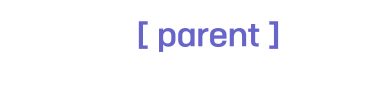 [ parent ]